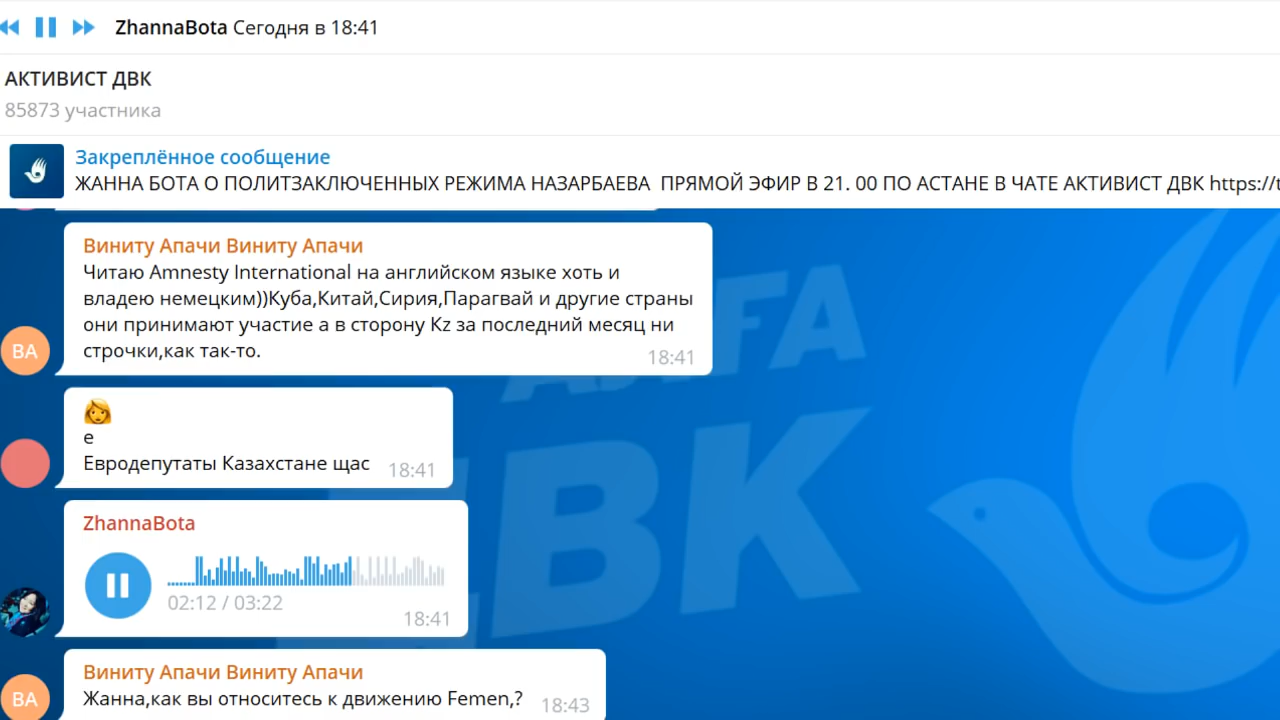 ZhannaBota Сегодня в 18:41
АКТИВИСТ ДВК
85873 участника
Закреплённое сообщение
ЖАННА БОТА О ПОЛИТЗАКЛЮЧЕННЫХ РЕЖИМА НАЗАРБАЕВА ПРЯМОЙ ЭФИР В 21. 00 ПО АСТАНЕ В ЧАТЕ АКТИВИСТ ДВК https://t
Виниту Апачи Виниту Апачи
Читаю Amnesty International на английском языке хоть и
владею немецким))Куба,Китай,Сирия,Парагвай и другие страны
они принимают участие а в сторону Kz за последний месяц ни
строчки,как так-то.
18:41
ВА
е
Евродепутаты Казахстане щас
18:41
ZhannaBota
02:12 / 03:22
18:41
Виниту Апачи Виниту Апачи
Жанна,как вы относитесь к движению Femen,?
18:43
ВА
ДВК